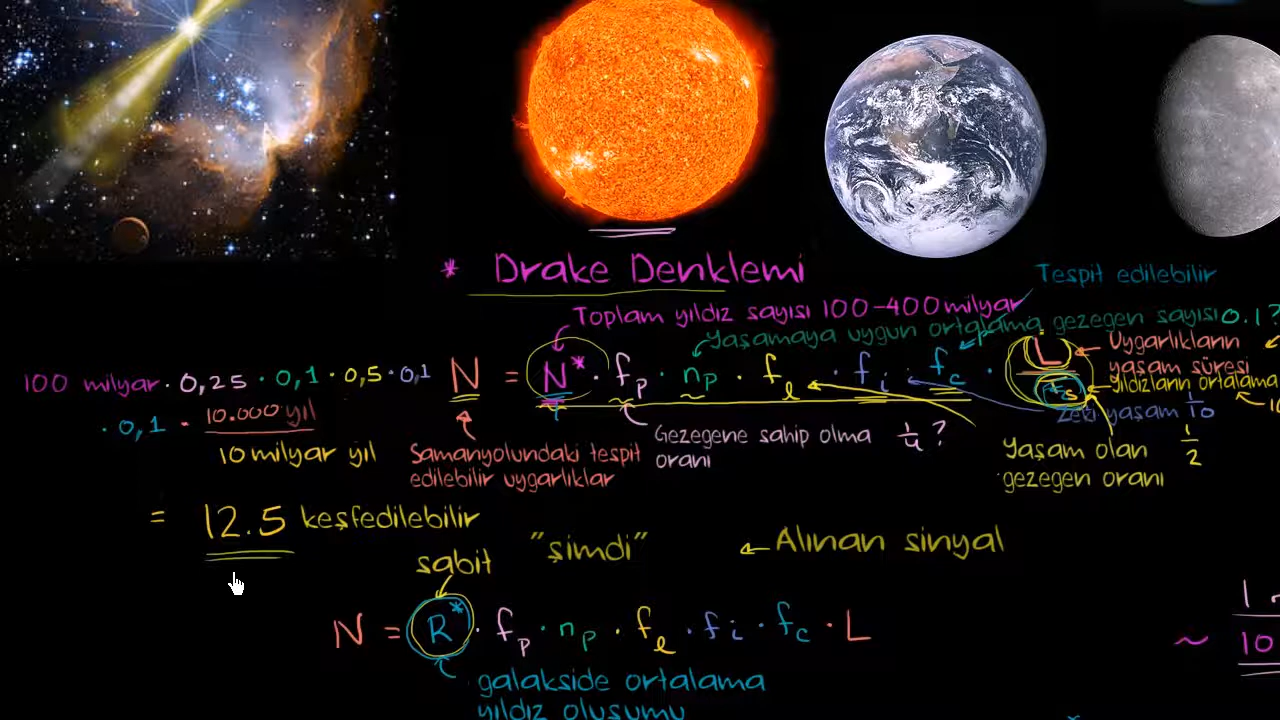 * Drake Denklemi
Tespit edilebilir
Toplam yıldız sayısı 100-400 milyar
Yaşamaya uygun ortalama gezegen sayısı 0.1?
Uygarlıkların
yaşam süresi
yıldızların ortalama
100 milyar · 0,25 · 0,1 · 0,5 · 0,1
N = N* · fp · np · fl · fi · fc · L
· 0,1 · 10.000 yıl
10 milyar yıl
Zeki yaşam 1/10
Gezegene sahip olma 1/4 ?
oranı
Samanyolundaki tespit
edilebilir uygarlıklar
Yaşam olan 1/2
gezegen oranı
= 12.5 keşfedilebilir
"şimdi" ← Alınan sinyal
sabit
N = R* · fp · np · fl · fi · fc · L
~ 10
galakside ortalama
yıldız oluşumu